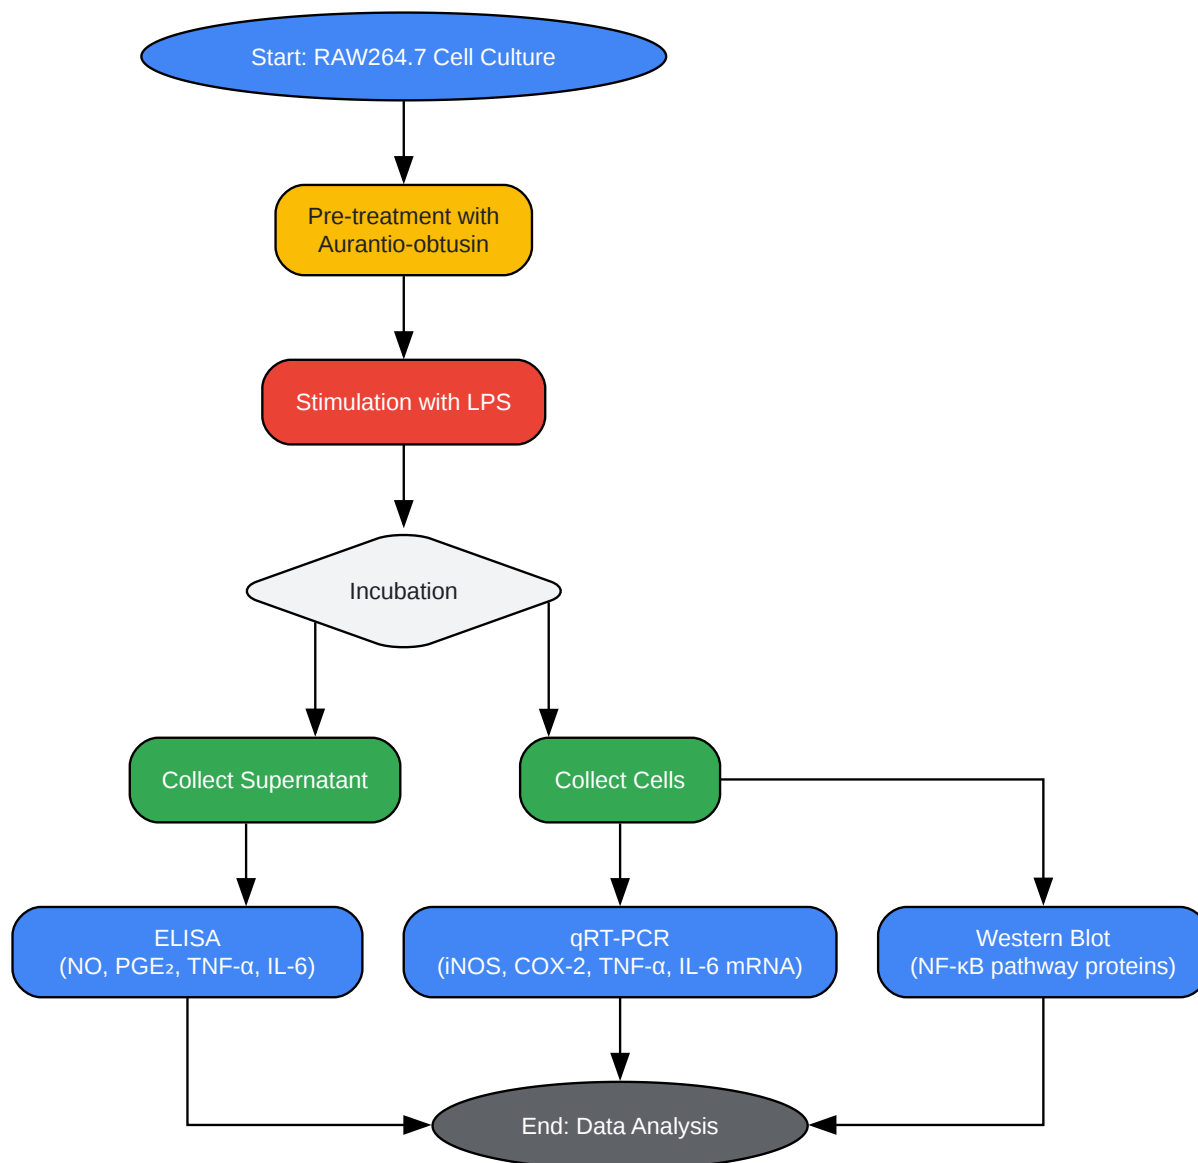 Start: RAW264.7 Cell Culture
Pre-treatment with
Aurantio-obtusin
Stimulation with LPS
Incubation
Collect Supernatant
Collect Cells
ELISA
(NO, PGE₂, TNF-α, IL-6)
qRT-PCR
(iNOS, COX-2, TNF-α, IL-6 mRNA)
Western Blot
(NF-κB pathway proteins)
End: Data Analysis